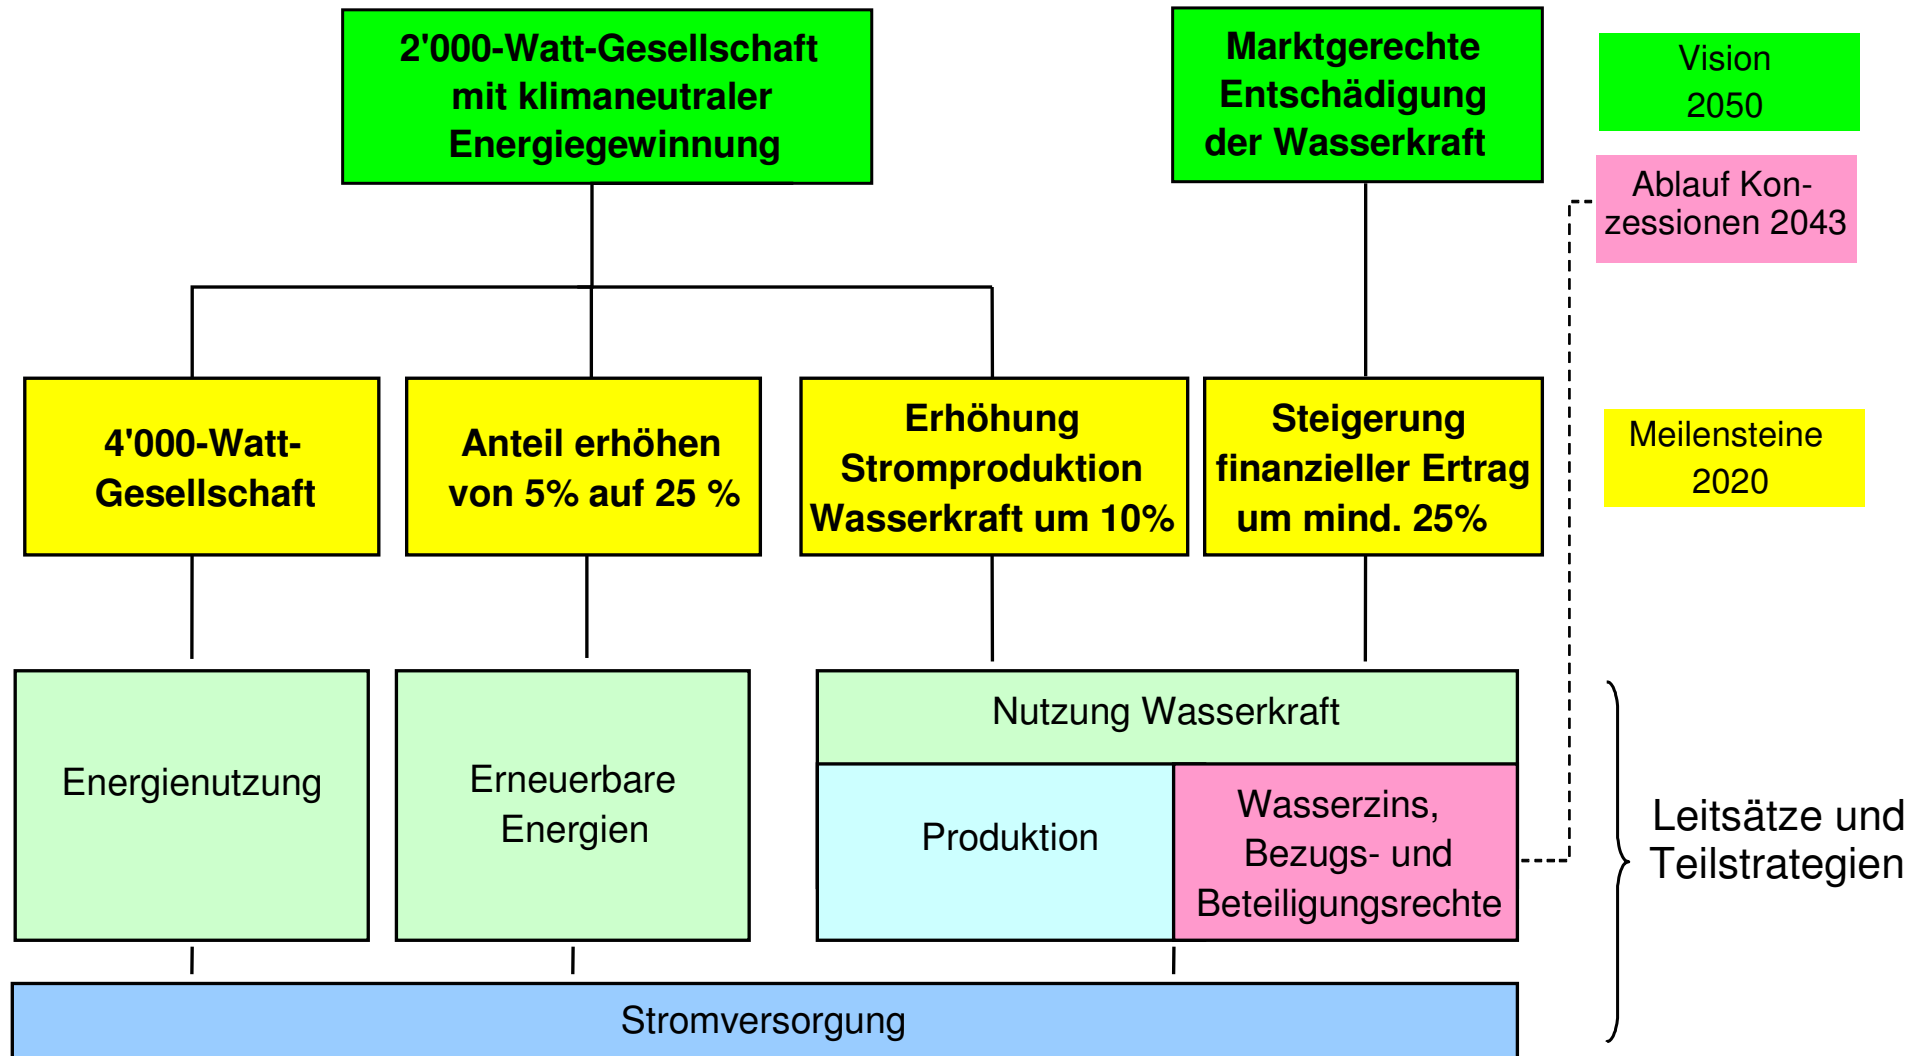 2'000-Watt-Gesellschaft
mit klimaneutraler
Energiegewinnung
Marktgerechte
Entschädigung
der Wasserkraft
Vision
2050
Ablauf Kon-
zessionen 2043
4'000-Watt-
Gesellschaft
Anteil erhöhen
von 5% auf 25 %
Erhöhung
Stromproduktion
Wasserkraft um 10%
Steigerung
finanzieller Ertrag
um mind. 25%
Meilensteine
2020
Energienutzung
Erneuerbare
Energien
Nutzung Wasserkraft
Produktion
Wasserzins,
Bezugs- und
Beteiligungsrechte
Leitsätze und
Teilstrategien
Stromversorgung